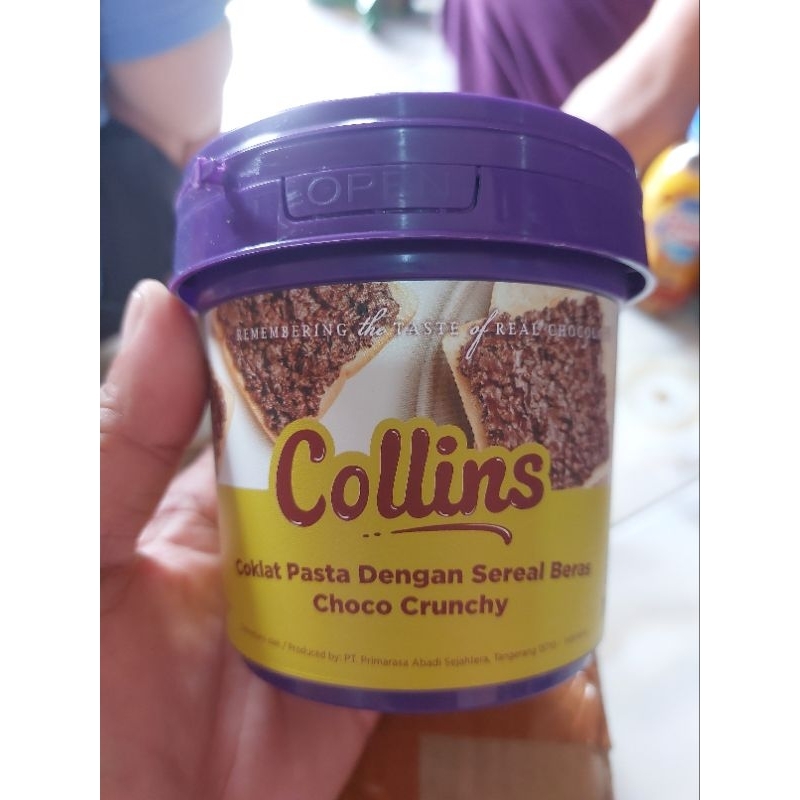 OPEN
REMEMBERING the TASTE of REAL CHOCOLA
Collins
Coklat Pasta Dengan Sereal Beras
Choco Crunchy
/ Produced by: PT. Primarasa Abadi Sejahtera, Tangerang